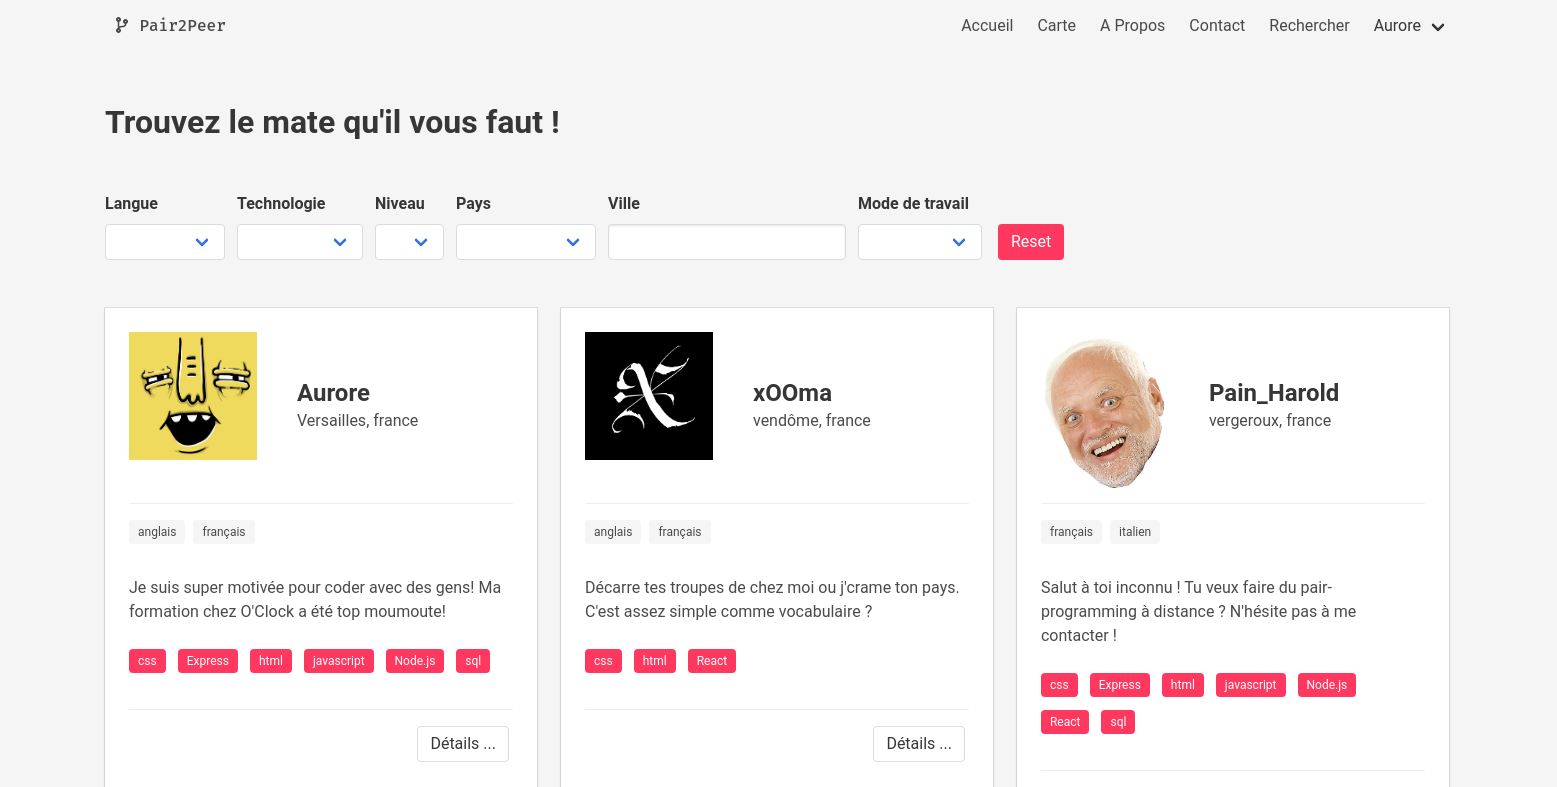 Pair2Peer
Accueil Carte A Propos Contact Rechercher Aurore
Trouvez le mate qu'il vous faut !
Langue Technologie Niveau Pays Ville Mode de travail
Reset
Aurore
Versailles, france
anglais français
Je suis super motivée pour coder avec des gens! Ma
formation chez O'Clock a été top moumoute!
css Express html javascript Node.js sql
Détails ...
xOOma
vendôme, france
anglais français
Décarre tes troupes de chez moi ou j'crame ton pays.
C'est assez simple comme vocabulaire ?
css html React
Détails ...
Pain_Harold
vergeroux, france
français italien
Salut à toi inconnu ! Tu veux faire du pair-
programming à distance ? N'hésite pas à me
contacter !
css Express html javascript Node.js
React sql